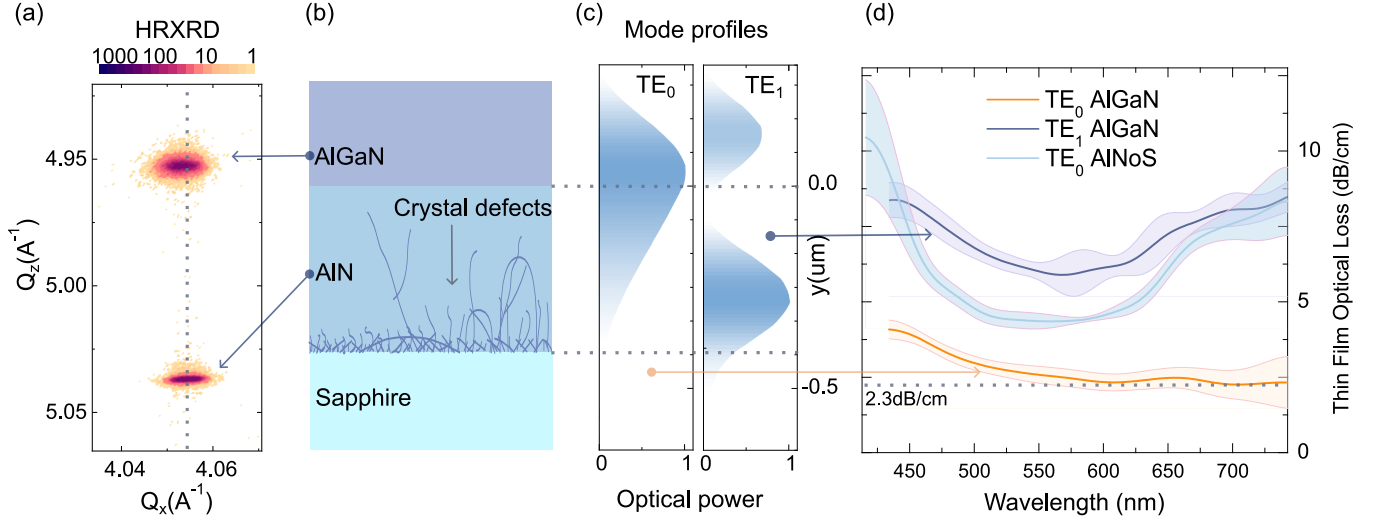 (a)
HRXRD
1000 100 10 1
4.95
5.00
5.05
Qz(A-1)
4.04 4.06
Qx(A-1)
(b)
AlGaN
Crystal defects
AlN
Sapphire
(c)
Mode profiles
TE0
TE1
0.0
-0.5
y(um)
0 1 0 1
Optical power
(d)
TE0 AlGaN
TE1 AlGaN
TE0 AlNoS
2.3dB/cm
10
5
0
Thin Film Optical Loss (dB/cm)
450 500 550 600 650 700
Wavelength (nm)